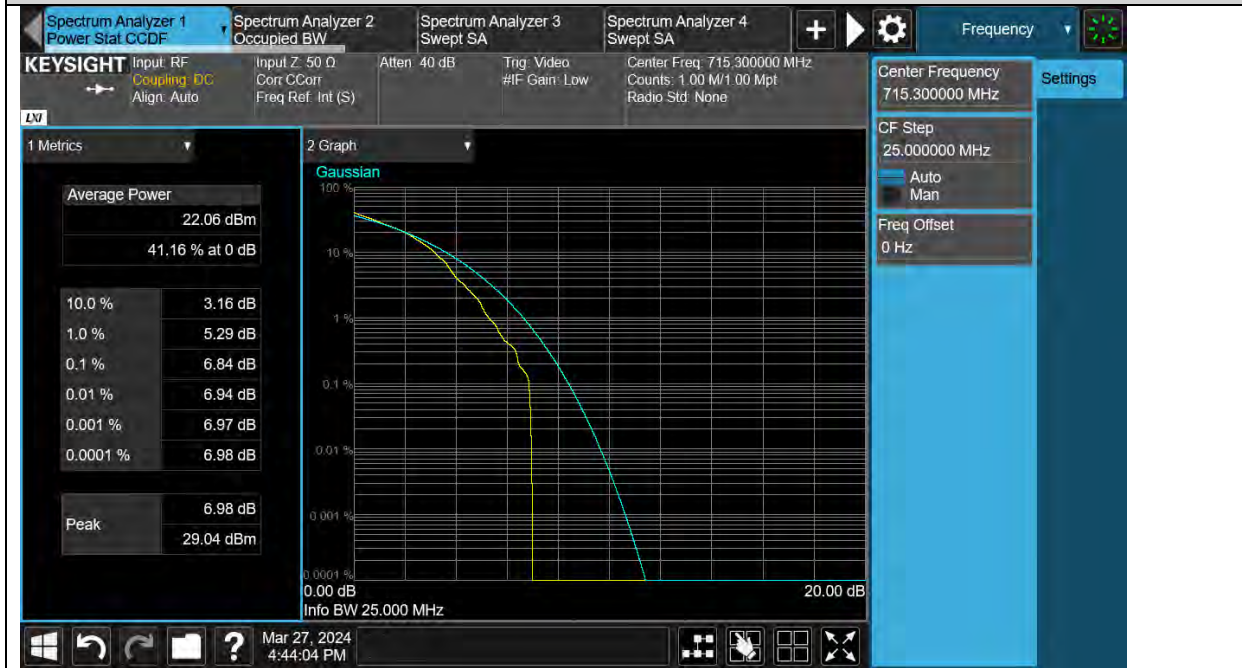 Spectrum Analyzer 1
Power Stat CCDF
Spectrum Analyzer 2
Occupied BW
Spectrum Analyzer 3
Swept SA
Spectrum Analyzer 4
Swept SA
+
Frequency
KEYSIGHT
LXI
Input: RF
Coupling: DC
Align: Auto
Input Z: 50 Ω
Corr CCorr
Freq Ref: Int (S)
Atten: 40 dB
Trig: Video
#IF Gain: Low
Center Freq: 715.300000 MHz
Counts: 1.00 M/1.00 Mpt
Radio Std: None
Center Frequency
715.300000 MHz
Settings
CF Step
25.000000 MHz
Auto
Man
Freq Offset
0 Hz
1 Metrics
Average Power
22.06 dBm
41.16 % at 0 dB
10.0 % 3.16 dB
1.0 % 5.29 dB
0.1 % 6.84 dB
0.01 % 6.94 dB
0.001 % 6.97 dB
0.0001 % 6.98 dB
Peak
6.98 dB
29.04 dBm
2 Graph
Gaussian
100 %
10 %
1 %
0.1 %
0.01 %
0.001 %
0.0001 %
0.00 dB
20.00 dB
Info BW 25.000 MHz
?
Mar 27, 2024
4:44:04 PM